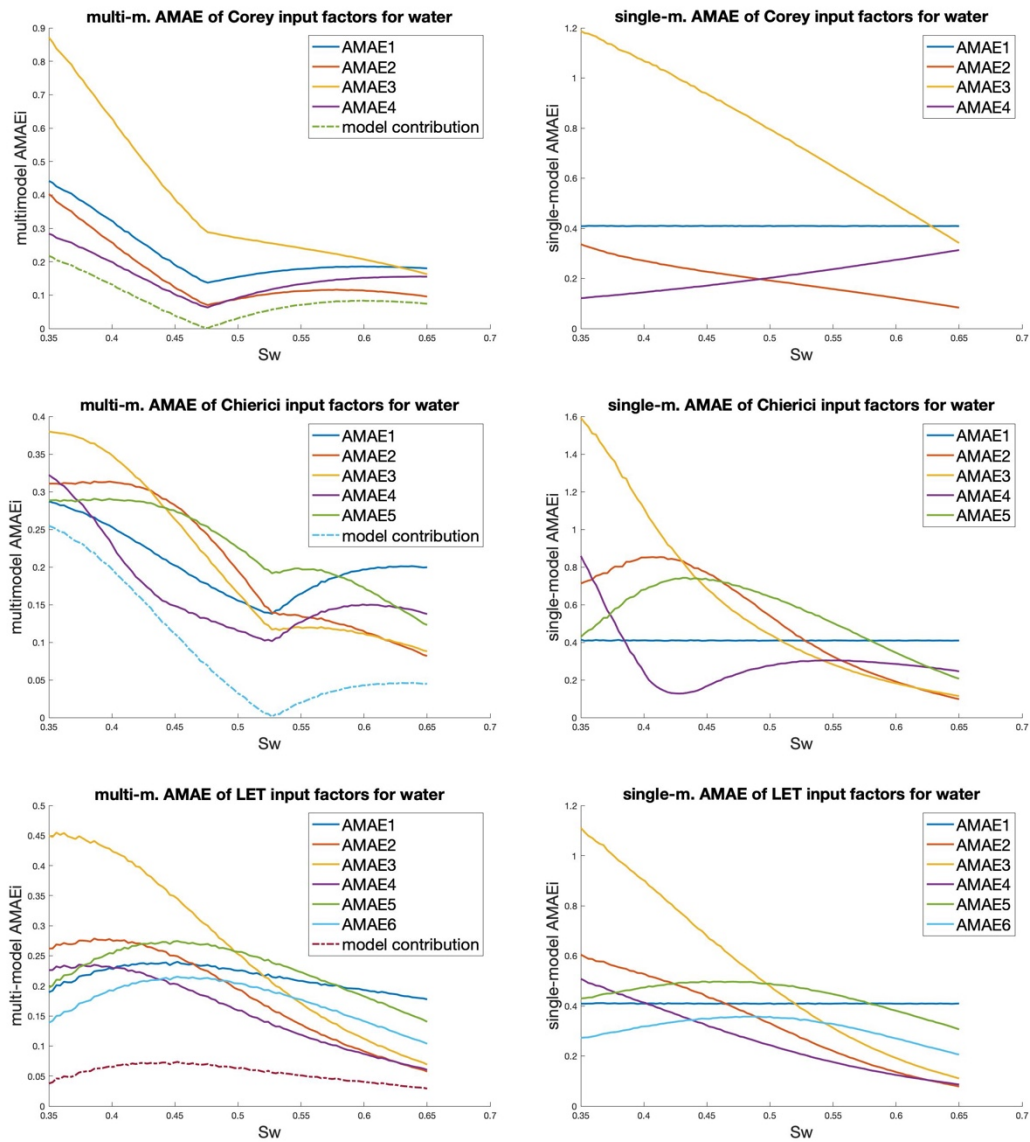 multi-m. AMAE of Corey input factors for water
0.9
0.8
0.7
0.6
0.5
0.4
0.3
0.2
0.1
0
multimodel AMAEi
AMAE1
AMAE2
AMAE3
AMAE4
model contribution
0.35
0.4
0.45
0.5
0.55
0.6
0.65
0.7
Sw
single-m. AMAE of Corey input factors for water
1.2
1
0.8
0.6
0.4
0.2
0
single-model AMAEi
AMAE1
AMAE2
AMAE3
AMAE4
0.35
0.4
0.45
0.5
0.55
0.6
0.65
0.7
Sw
multi-m. AMAE of Chierici input factors for water
0.4
0.35
0.3
0.25
0.2
0.15
0.1
0.05
0
multimodel AMAEi
AMAE1
AMAE2
AMAE3
AMAE4
AMAE5
model contribution
0.35
0.4
0.45
0.5
0.55
0.6
0.65
0.7
Sw
single-m. AMAE of Chierici input factors for water
1.6
1.4
1.2
1
0.8
0.6
0.4
0.2
0
single-model AMAEi
AMAE1
AMAE2
AMAE3
AMAE4
AMAE5
0.35
0.4
0.45
0.5
0.55
0.6
0.65
0.7
Sw
multi-m. AMAE of LET input factors for water
0.5
0.45
0.4
0.35
0.3
0.25
0.2
0.15
0.1
0.05
0
multi-model AMAEi
AMAE1
AMAE2
AMAE3
AMAE4
AMAE5
AMAE6
model contribution
0.35
0.4
0.45
0.5
0.55
0.6
0.65
0.7
Sw
single-m. AMAE of LET input factors for water
1.2
1
0.8
0.6
0.4
0.2
0
single-model AMAEi
AMAE1
AMAE2
AMAE3
AMAE4
AMAE5
AMAE6
0.35
0.4
0.45
0.5
0.55
0.6
0.65
0.7
Sw